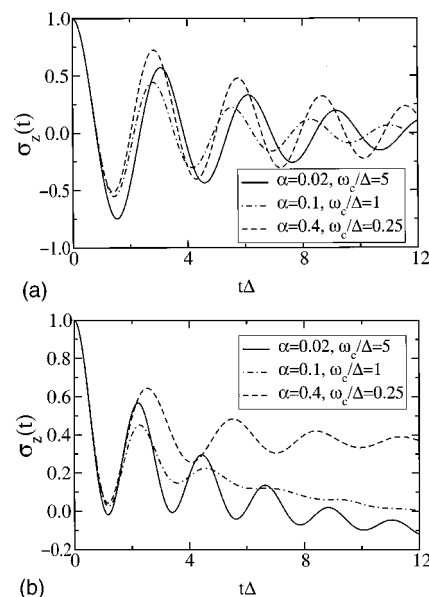 1.0
0.5
0.0
−0.5
−1.0
σz(t)
α=0.02, ωc/Δ=5
α=0.1, ωc/Δ=1
α=0.4, ωc/Δ=0.25
0 4 8 12
tΔ
(a)
1.0
0.8
0.6
0.4
0.2
0.0
−0.2
σz(t)
α=0.02, ωc/Δ=5
α=0.1, ωc/Δ=1
α=0.4, ωc/Δ=0.25
0 4 8 12
tΔ
(b)